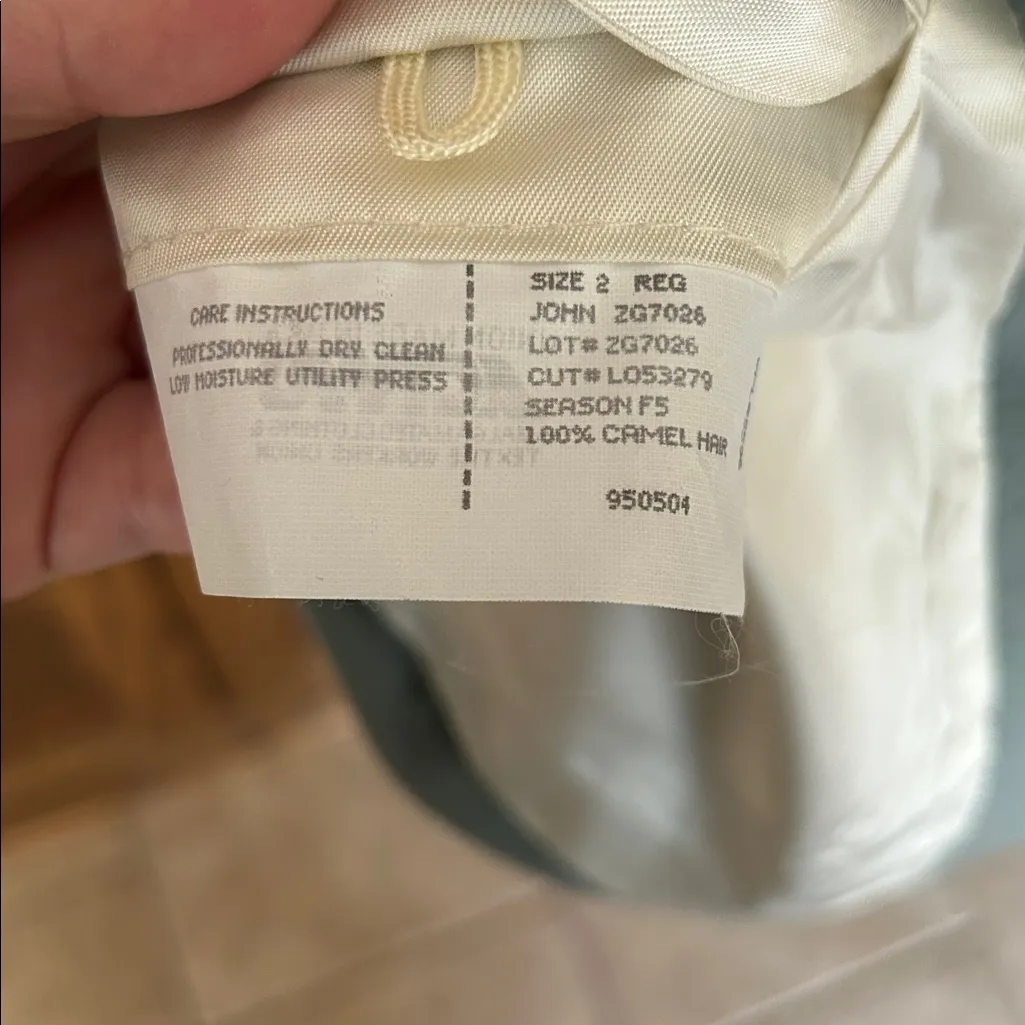 CARE INSTRUCTIONS
PROFESSIONALLY DRY CLEAN
LOW MOISTURE UTILITY PRESS
SIZE 2 REG
JOHN ZG7026
LOT# ZG7026
CUT# L053279
SEASON F5
100% CAMEL HAIR
950504